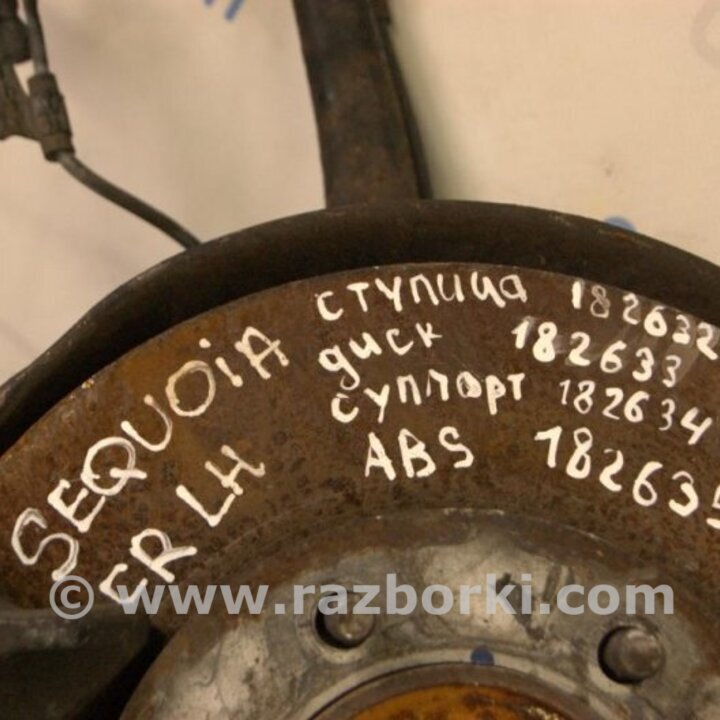 SEQUOIA
FR LH
ступица 182632
диск 182633
суппорт 182634
ABS 182635
© www.razborki.com